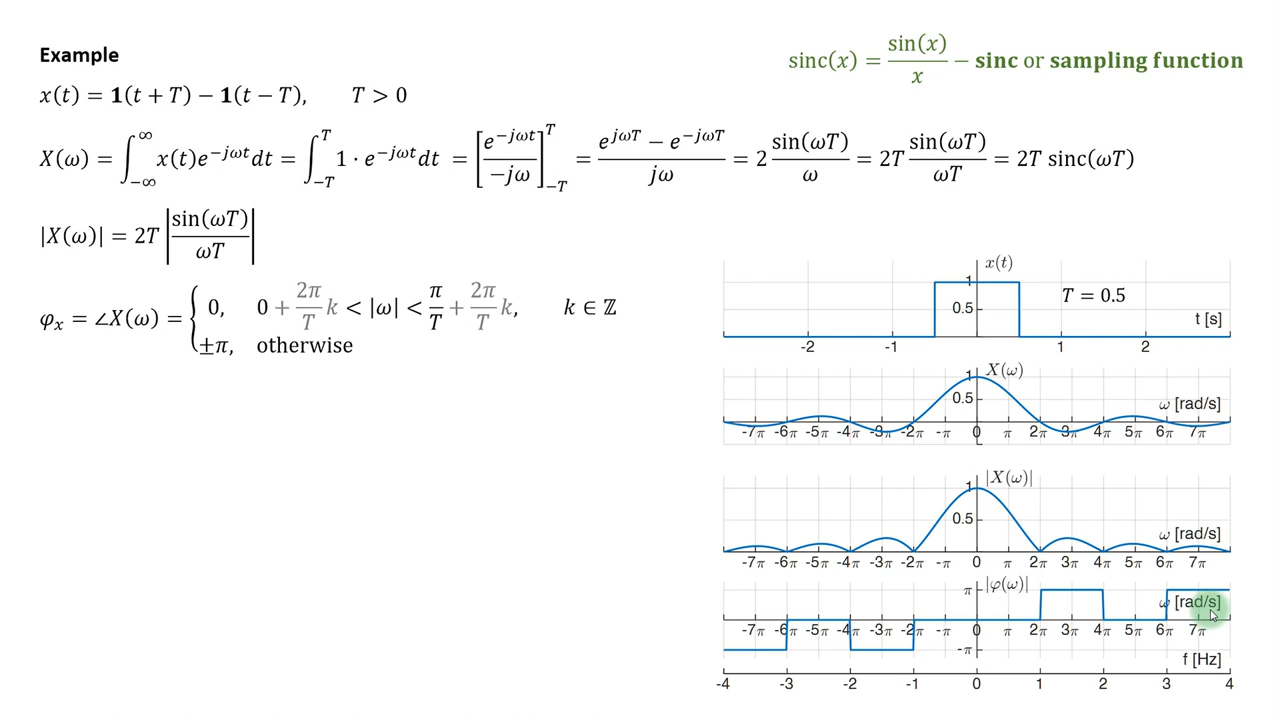 Example
sinc(x) = sin(x)/x − sinc or sampling function
x(t) = 1(t + T) − 1(t − T), T > 0
X(ω) = ∫_{−∞}^{∞} x(t)e^{−jωt}dt = ∫_{−T}^{T} 1 · e^{−jωt}dt = [e^{−jωt}/−jω]_{−T}^{T} = (e^{jωT} − e^{−jωT})/jω = 2 sin(ωT)/ω = 2T sin(ωT)/ωT = 2T sinc(ωT)
|X(ω)| = 2T |sin(ωT)/ωT|
φ_x = ∠X(ω) = { 0, 0 + 2π/T k < |ω| < π/T + 2π/T k, k ∈ ℤ
±π, otherwise
x(t)
1
T = 0.5
0.5
t [s]
-2 -1 1 2
X(ω)
1
0.5
ω [rad/s]
-7π -6π -5π -4π -3π -2π -π 0 π 2π 3π 4π 5π 6π 7π
|X(ω)|
1
0.5
ω [rad/s]
-7π -6π -5π -4π -3π -2π -π 0 π 2π 3π 4π 5π 6π 7π
|φ(ω)|
π
ω [rad/s]
-7π -6π -5π -4π -3π -2π -π 0 π 2π 3π 4π 5π 6π 7π
-π
f [Hz]
-4 -3 -2 -1 0 1 2 3 4